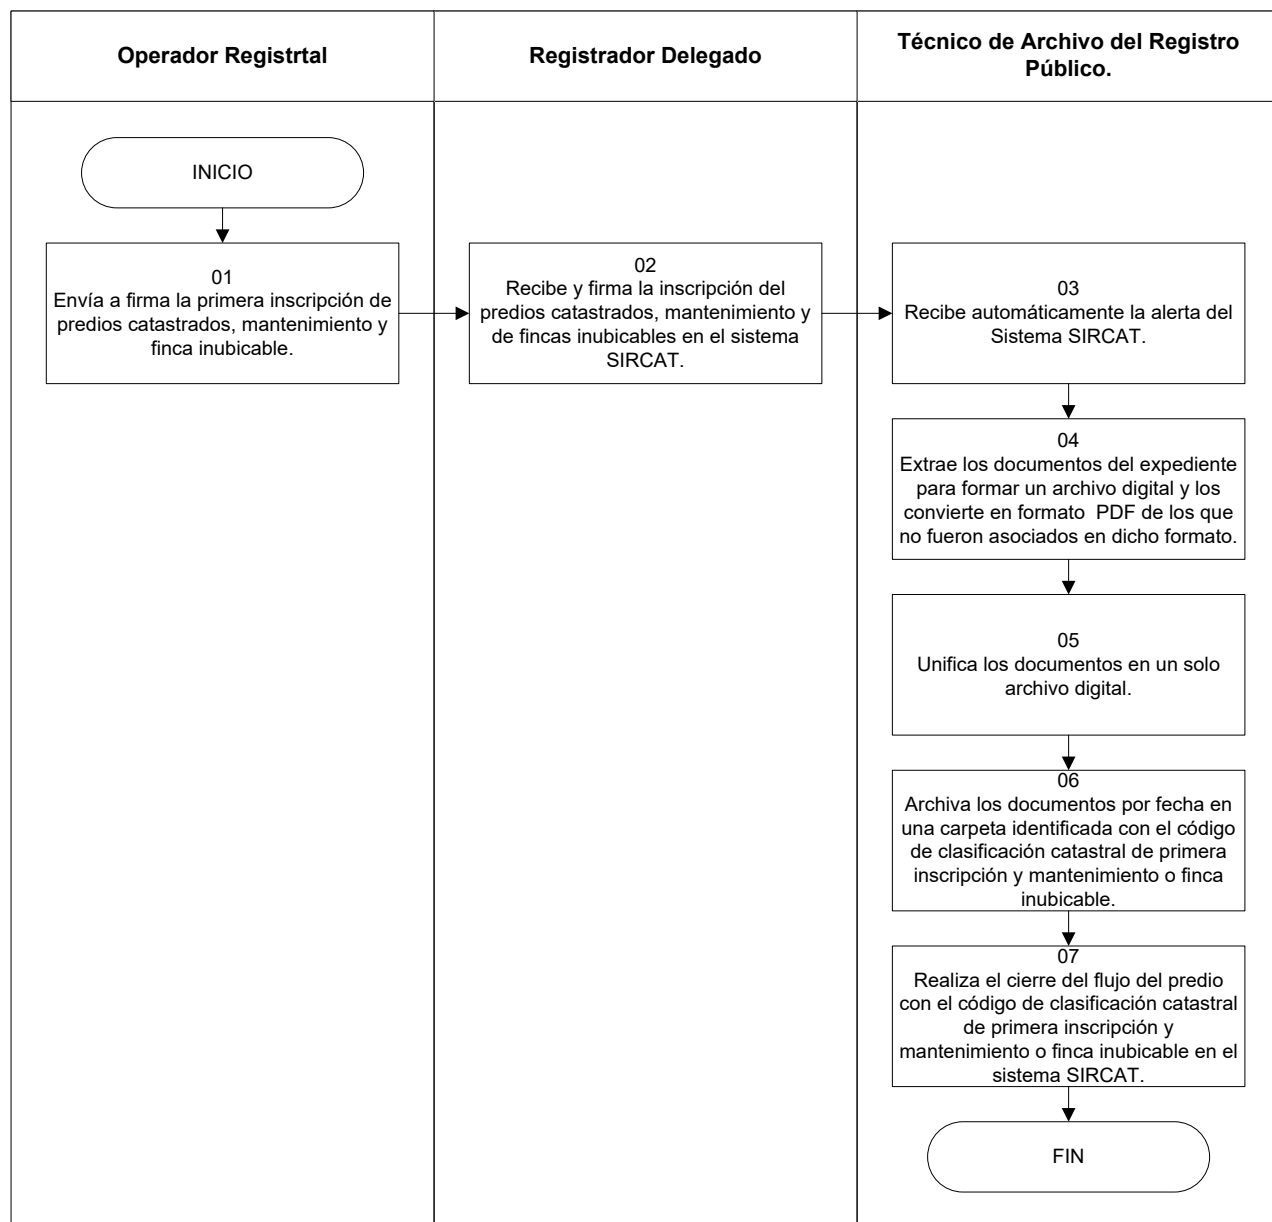 Operador Registrtal
Registrador Delegado
Técnico de Archivo del Registro
Público.
INICIO
01
Envía a firma la primera inscripción de
predios catastrados, mantenimiento y
finca inubicable.
02
Recibe y firma la inscripción del
predios catastrados, mantenimiento y
de fincas inubicables en el sistema
SIRCAT.
03
Recibe automáticamente la alerta del
Sistema SIRCAT.
04
Extrae los documentos del expediente
para formar un archivo digital y los
convierte en formato  PDF de los que
no fueron asociados en dicho formato.
05
Unifica los documentos en un solo
archivo digital.
06
Archiva los documentos por fecha en
una carpeta identificada con el código
de clasificación catastral de primera
inscripción y mantenimiento o finca
inubicable.
07
Realiza el cierre del flujo del predio
con el código de clasificación catastral
de primera inscripción y
mantenimiento o finca inubicable en el
sistema SIRCAT.
FIN